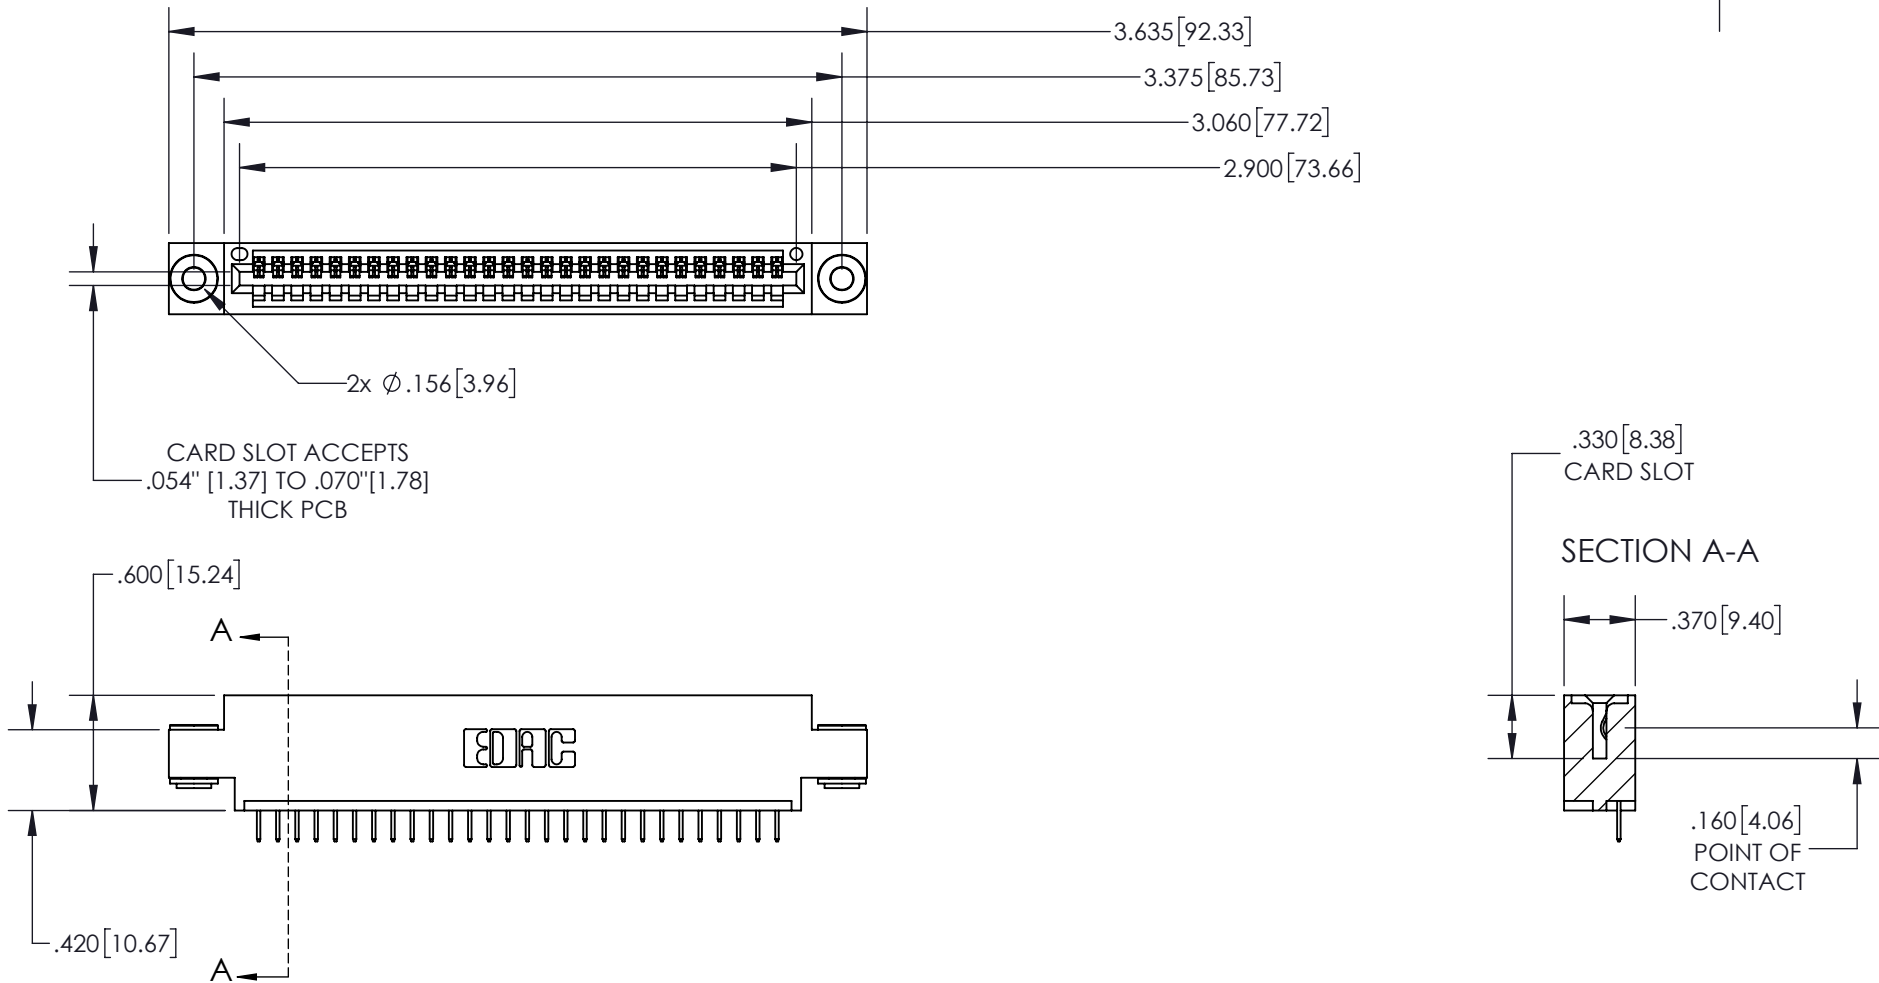 3.635[92.33]
3.375[85.73]
3.060[77.72]
2.900[73.66]
2x ∅.156[3.96]
CARD SLOT ACCEPTS
.054" [1.37] TO .070"[1.78]
THICK PCB
.330[8.38]
CARD SLOT
SECTION A-A
.600[15.24]
A
.370[9.40]
EDAC
.160[4.06]
POINT OF
CONTACT
.420[10.67]
A